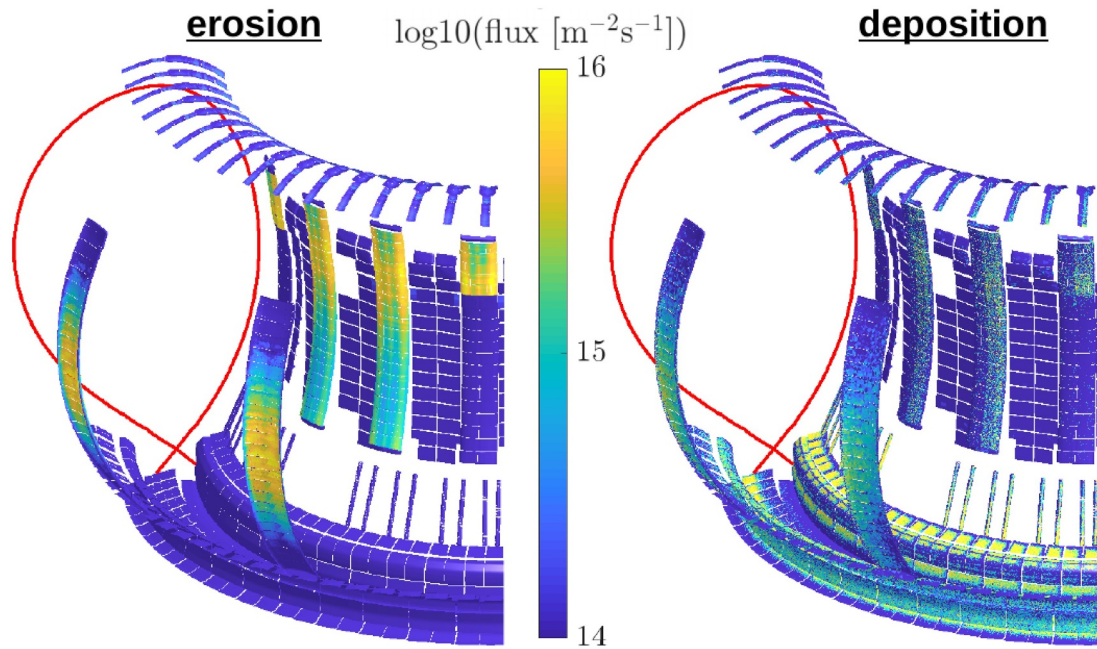 erosion
log10(flux [m⁻²s⁻¹])
deposition
16
15
14